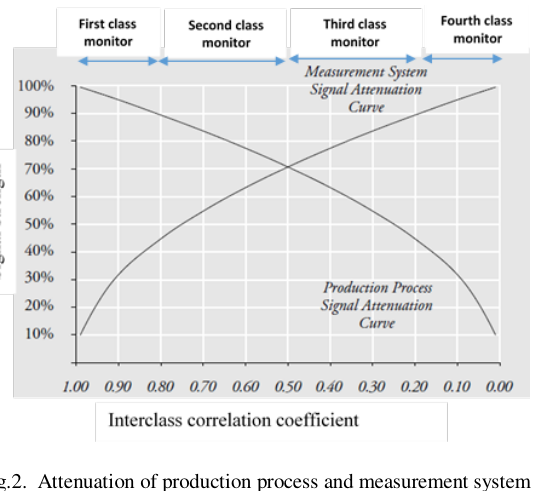 First class
monitor
Second class
monitor
Third class
monitor
Fourth class
monitor
Measurement System
Signal Attenuation
Curve
100%
90%
80%
70%
60%
50%
40%
30%
20%
10%
Production Process
Signal Attenuation
Curve
1.00 0.90 0.80 0.70 0.60 0.50 0.40 0.30 0.20 0.10 0.00
Interclass correlation coefficient
g.2. Attenuation of production process and measurement system